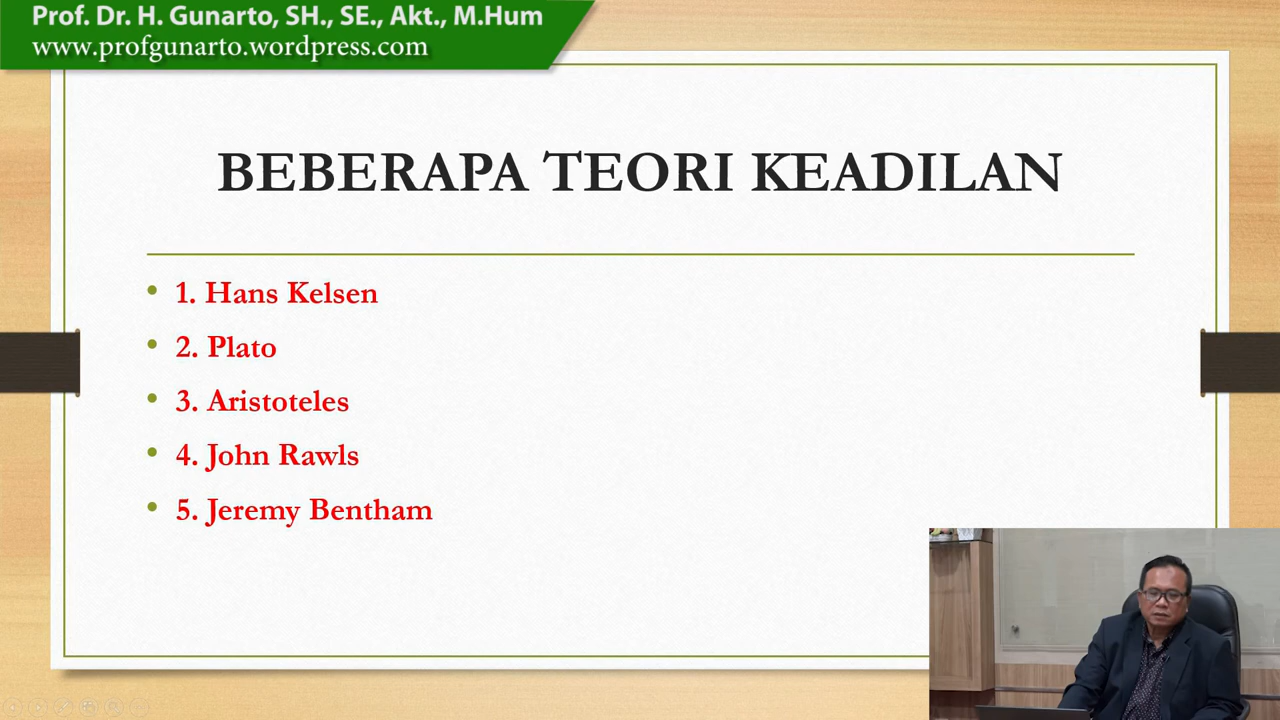 Prof. Dr. H. Gunarto, SH., SE., Akt., M.Hum
www.profgunarto.wordpress.com
BEBERAPA TEORI KEADILAN
• 1. Hans Kelsen
• 2. Plato
• 3. Aristoteles
• 4. John Rawls
• 5. Jeremy Bentham